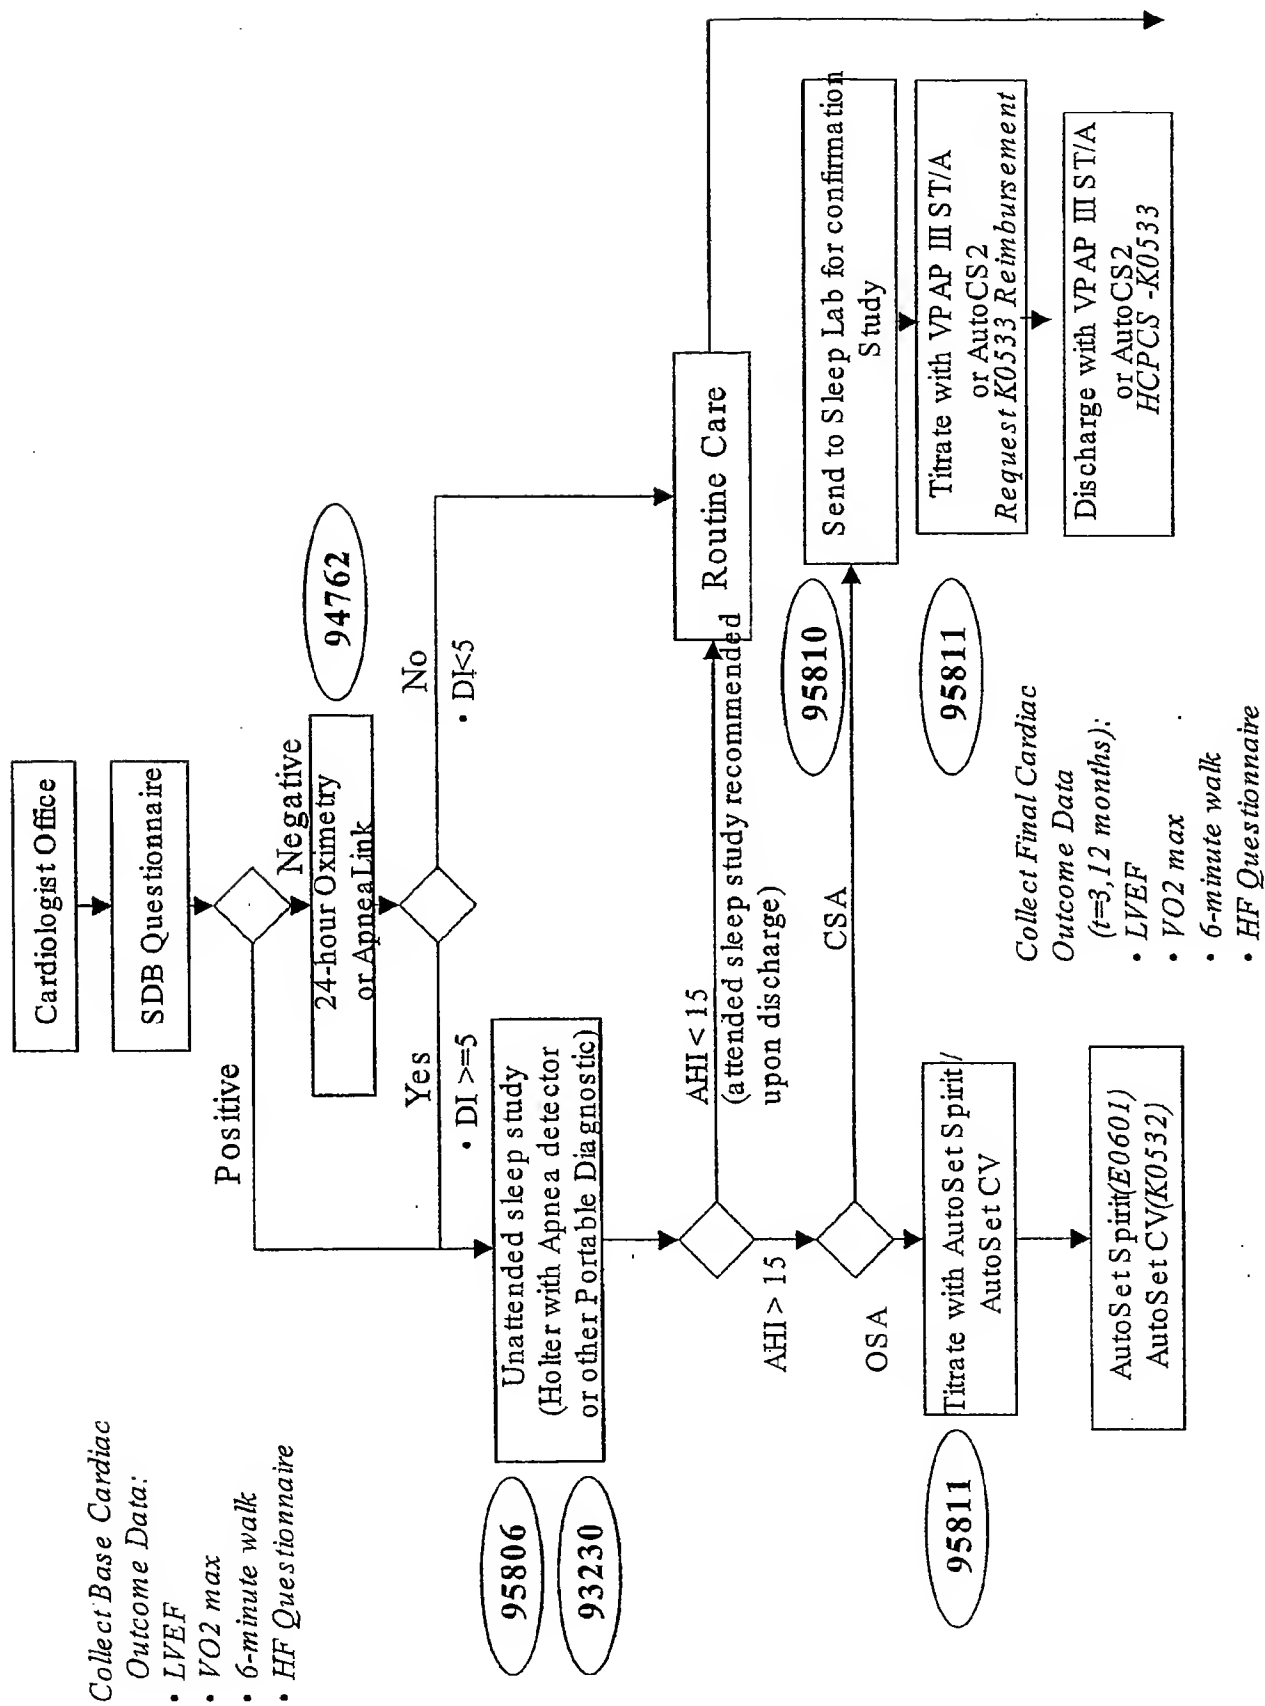 Cardiologist Office
SDB Questionnaire
Collect Base Cardiac
Outcome Data:
• LVEF
• VO2 max
• 6-minute walk
• HF Questionnaire
Positive
Negative
24-hour Oximetry
or ApneaLink
94762
Yes
• DI >=5
No
• DI<5
95806
93230
Unattended sleep study
(Holter with Apnea detector
or other Portable Diagnostic)
AHI < 15
(attended sleep study recommended
upon discharge)
Routine Care
AHI > 15
OSA
CSA
95810
Send to Sleep Lab for confirmation
Study
95811
Titrate with VPAP III ST/A
or AutoCS2
Request K0533 Reimbursement
Discharge with VPAP III ST/A
or AutoCS2
HCPCS -K0533
95811
Titrate with AutoSet Spirit /
AutoSet CV
AutoSet Spirit(E0601)
AutoSet CV(K0532)
Collect Final Cardiac
Outcome Data
(t=3,12 months):
• LVEF
• VO2 max
• 6-minute walk
• HF Questionnaire